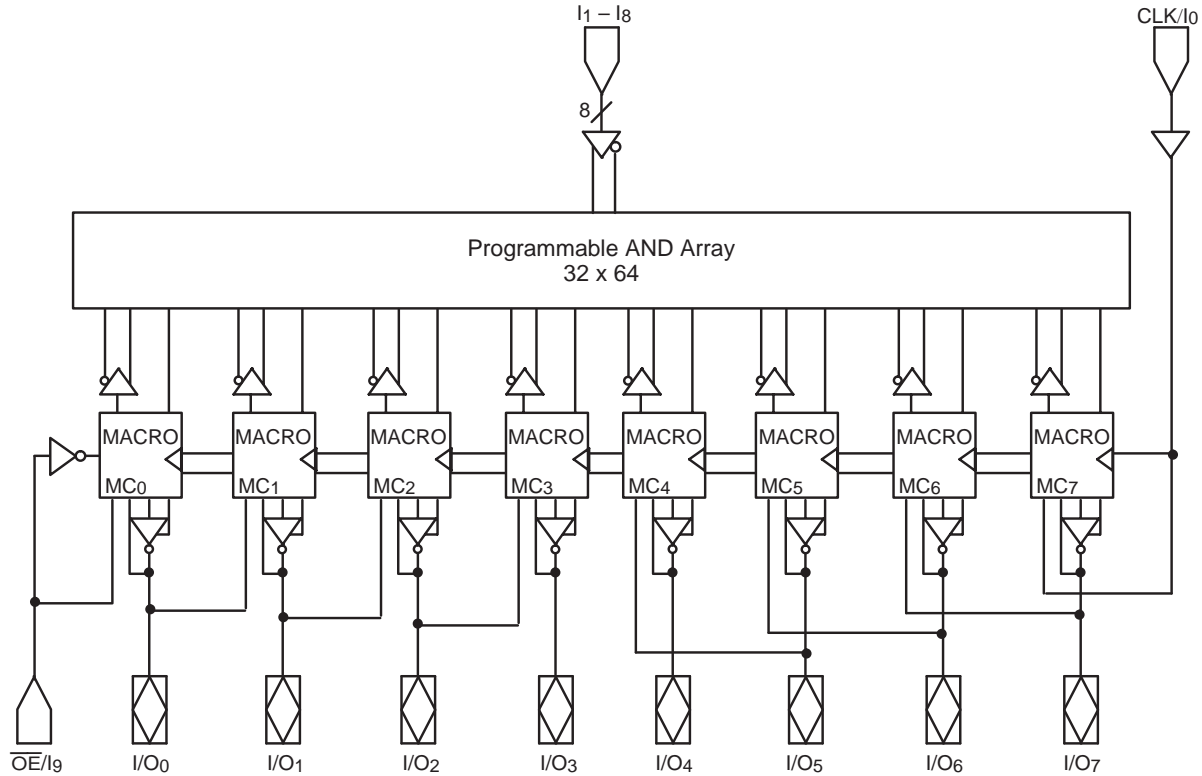 I1 – I8
CLK/I0
8
Programmable AND Array
32 x 64
MACRO MACRO MACRO MACRO MACRO MACRO MACRO MACRO
MC0 MC1 MC2 MC3 MC4 MC5 MC6 MC7
O̅E̅/I9 I/O0 I/O1 I/O2 I/O3 I/O4 I/O5 I/O6 I/O7